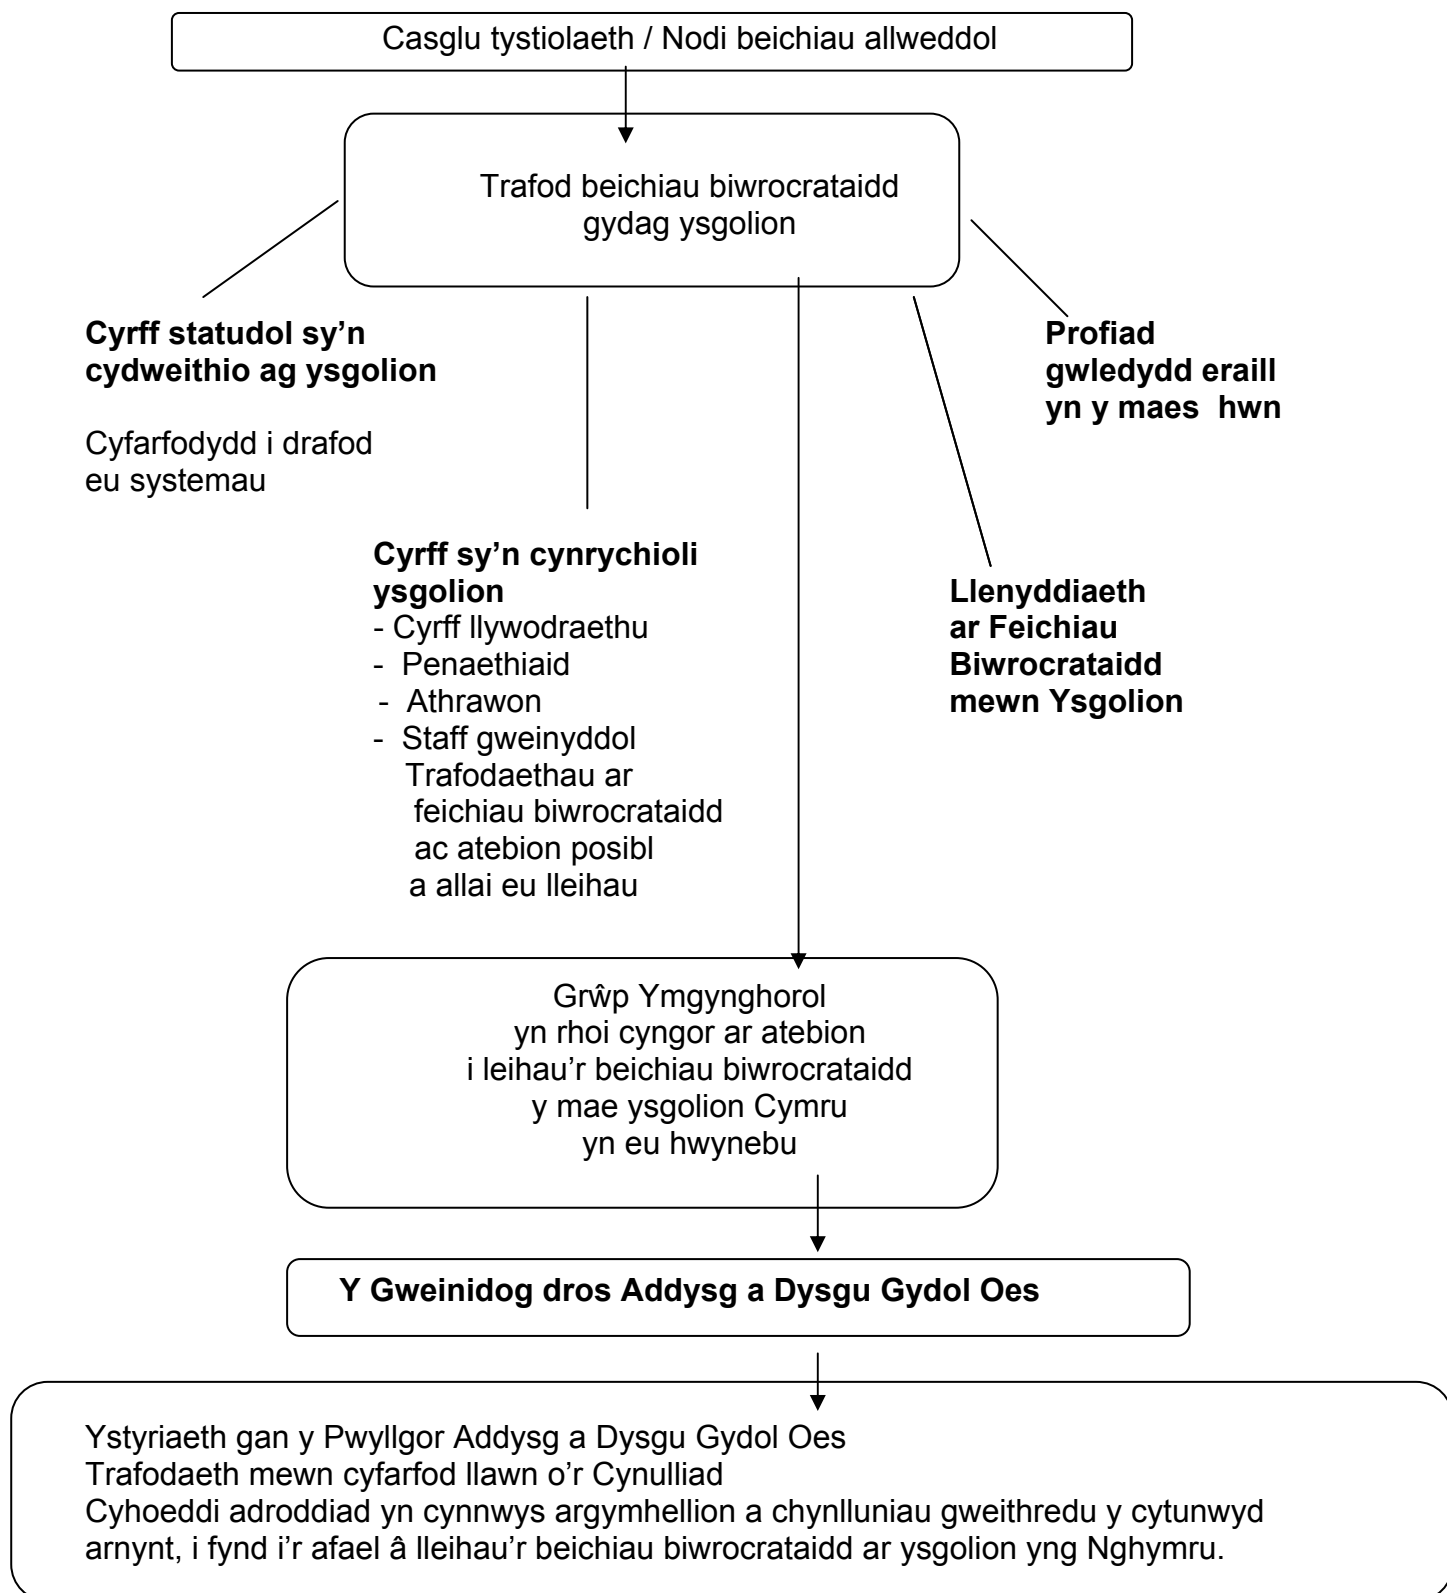 Casglu tystiolaeth / Nodi beichiau allweddol
Trafod beichiau biwrocrataidd
gydag ysgolion
Cyrff statudol sy’n
cydweithio ag ysgolion
Cyfarfodydd i drafod
eu systemau
Profiad
gwledydd eraill
yn y maes hwn
Cyrff sy’n cynrychioli
ysgolion
- Cyrff llywodraethu
- Penaethiaid
- Athrawon
- Staff gweinyddol
Trafodaethau ar
feichiau biwrocrataidd
ac atebion posibl
a allai eu lleihau
Llenyddiaeth
ar Feichiau
Biwrocrataidd
mewn Ysgolion
Grŵp Ymgynghorol
yn rhoi cyngor ar atebion
i leihau’r beichiau biwrocrataidd
y mae ysgolion Cymru
yn eu hwynebu
Y Gweinidog dros Addysg a Dysgu Gydol Oes
Ystyriaeth gan y Pwyllgor Addysg a Dysgu Gydol Oes
Trafodaeth mewn cyfarfod llawn o’r Cynulliad
Cyhoeddi adroddiad yn cynnwys argymhellion a chynlluniau gweithredu y cytunwyd
arnynt, i fynd i’r afael â lleihau’r beichiau biwrocrataidd ar ysgolion yng Nghymru.